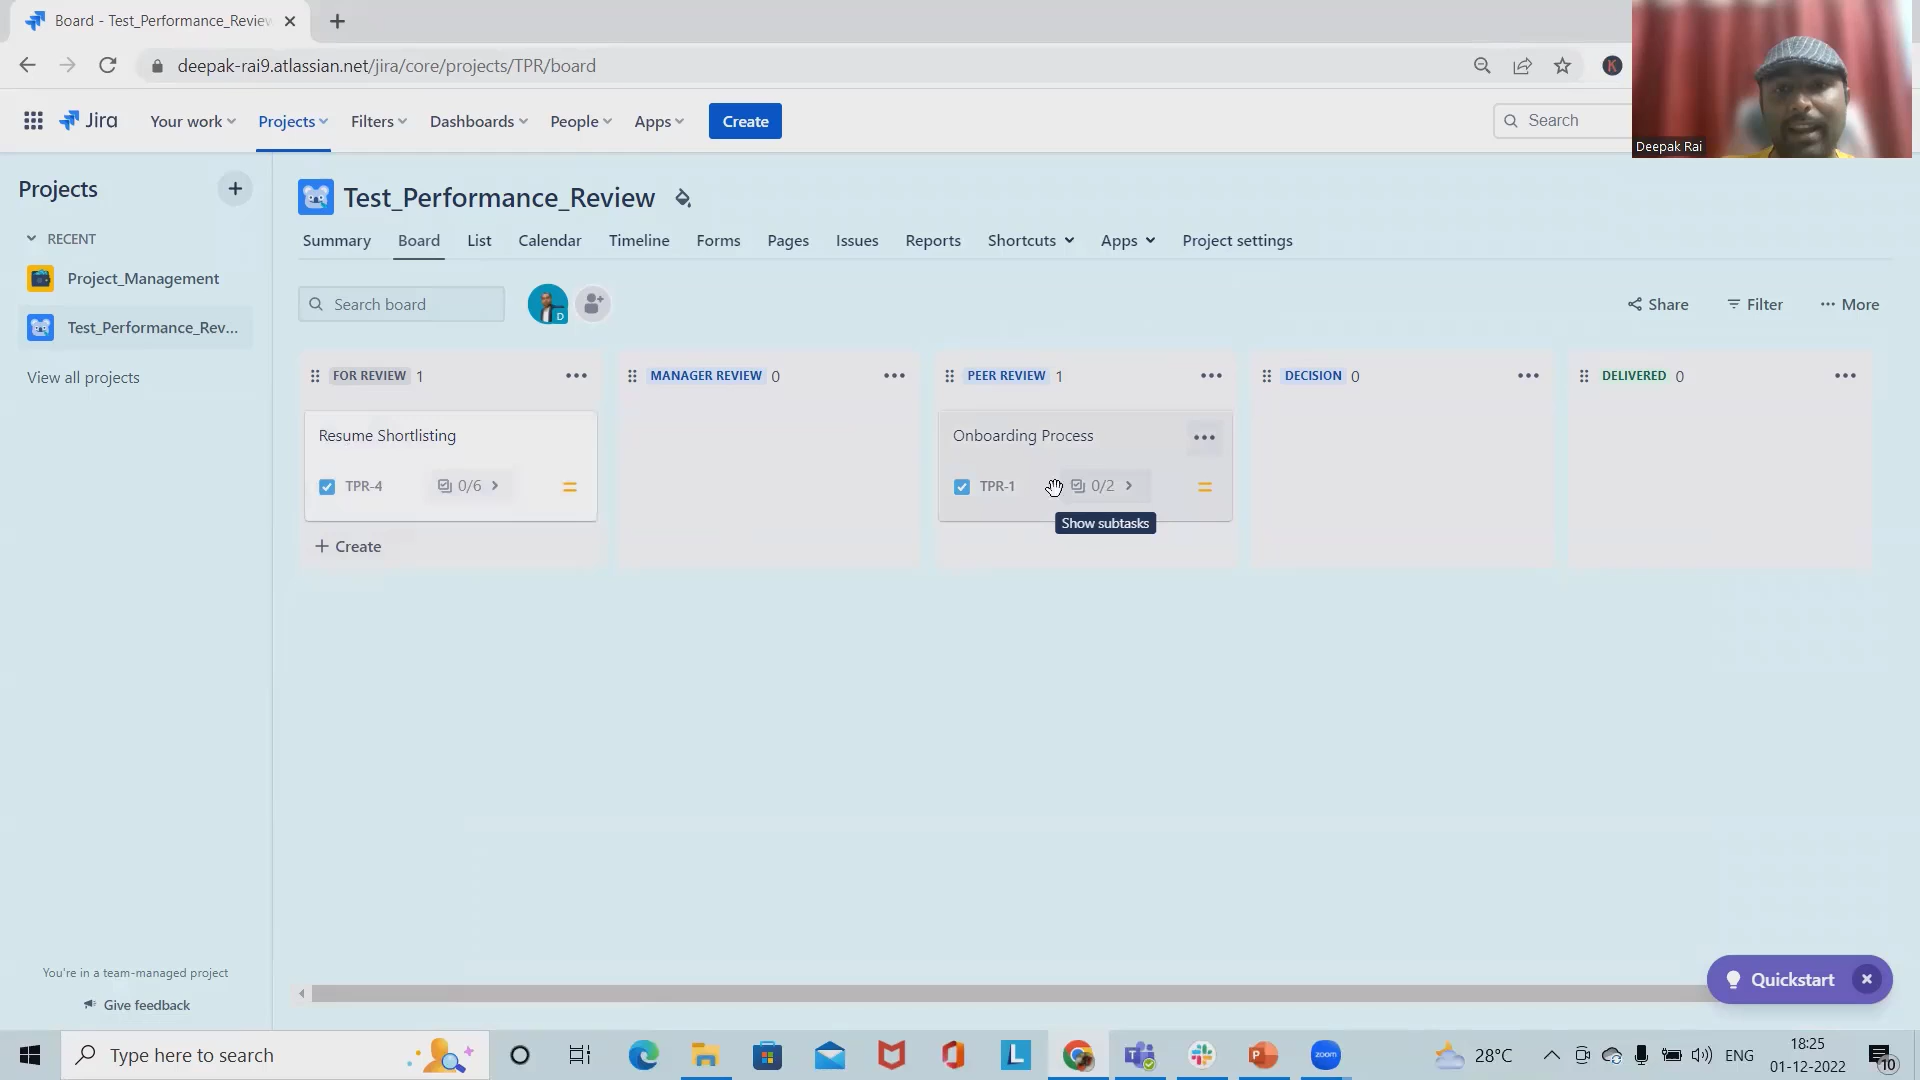 Board - Test_Performance_Review
deepak-rai9.atlassian.net/jira/core/projects/TPR/board
K
Jira
Your work
Projects
Filters
Dashboards
People
Apps
Create
Search
Deepak Rai
Projects
RECENT
Project_Management
Test_Performance_Rev...
View all projects
You're in a team-managed project
Give feedback
Test_Performance_Review
Summary
Board
List
Calendar
Timeline
Forms
Pages
Issues
Reports
Shortcuts
Apps
Project settings
Search board
D
Share
Filter
More
FOR REVIEW 1
Resume Shortlisting
TPR-4
0/6
Create
MANAGER REVIEW 0
PEER REVIEW 1
Onboarding Process
TPR-1
0/2
Show subtasks
DECISION 0
DELIVERED 0
Quickstart
Type here to search
L
zoom
28°C
ENG
18:25
01-12-2022
10